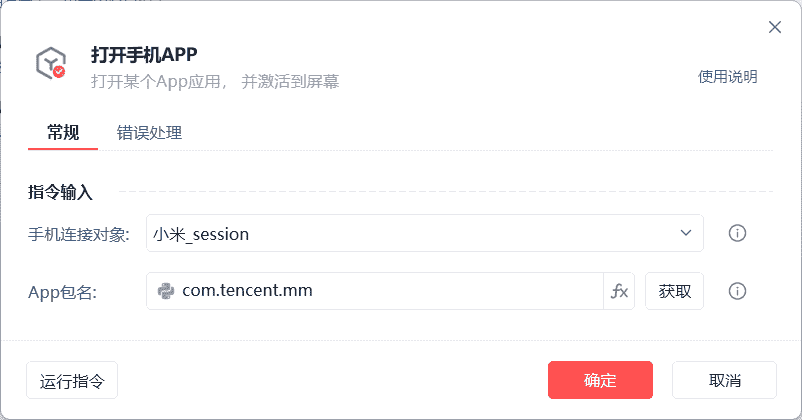 打开手机APP
打开某个App应用， 并激活到屏幕
使用说明
常规 错误处理
指令输入
手机连接对象: 小米_session
App包名: com.tencent.mm fx 获取
运行指令 确定 取消